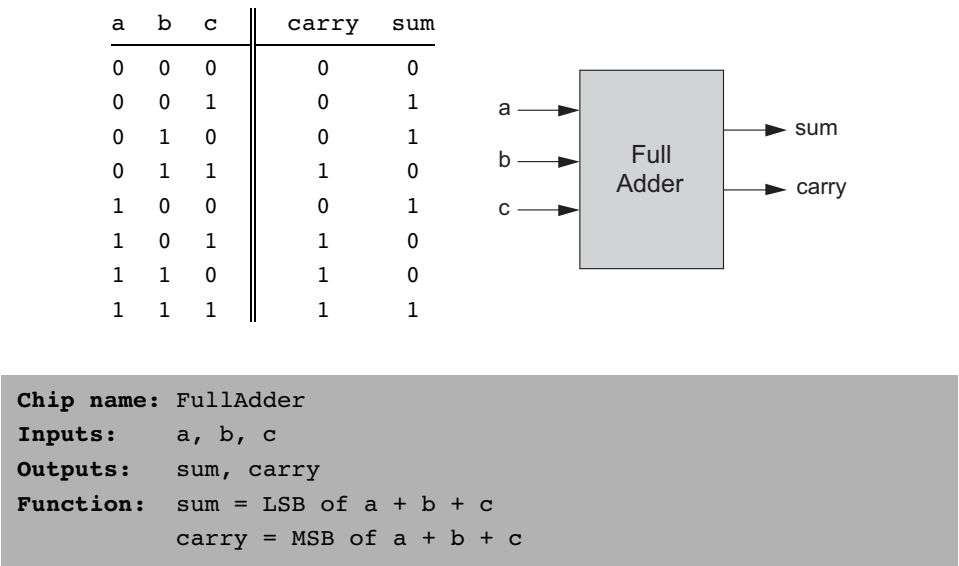 a b c carry sum
0 0 0 0 0
0 0 1 0 1
0 1 0 0 1
0 1 1 1 0
1 0 0 0 1
1 0 1 1 0
1 1 0 1 0
1 1 1 1 1
a
b
c
Full
Adder
sum
carry
Chip name: FullAdder
Inputs: a, b, c
Outputs: sum, carry
Function: sum = LSB of a + b + c
carry = MSB of a + b + c